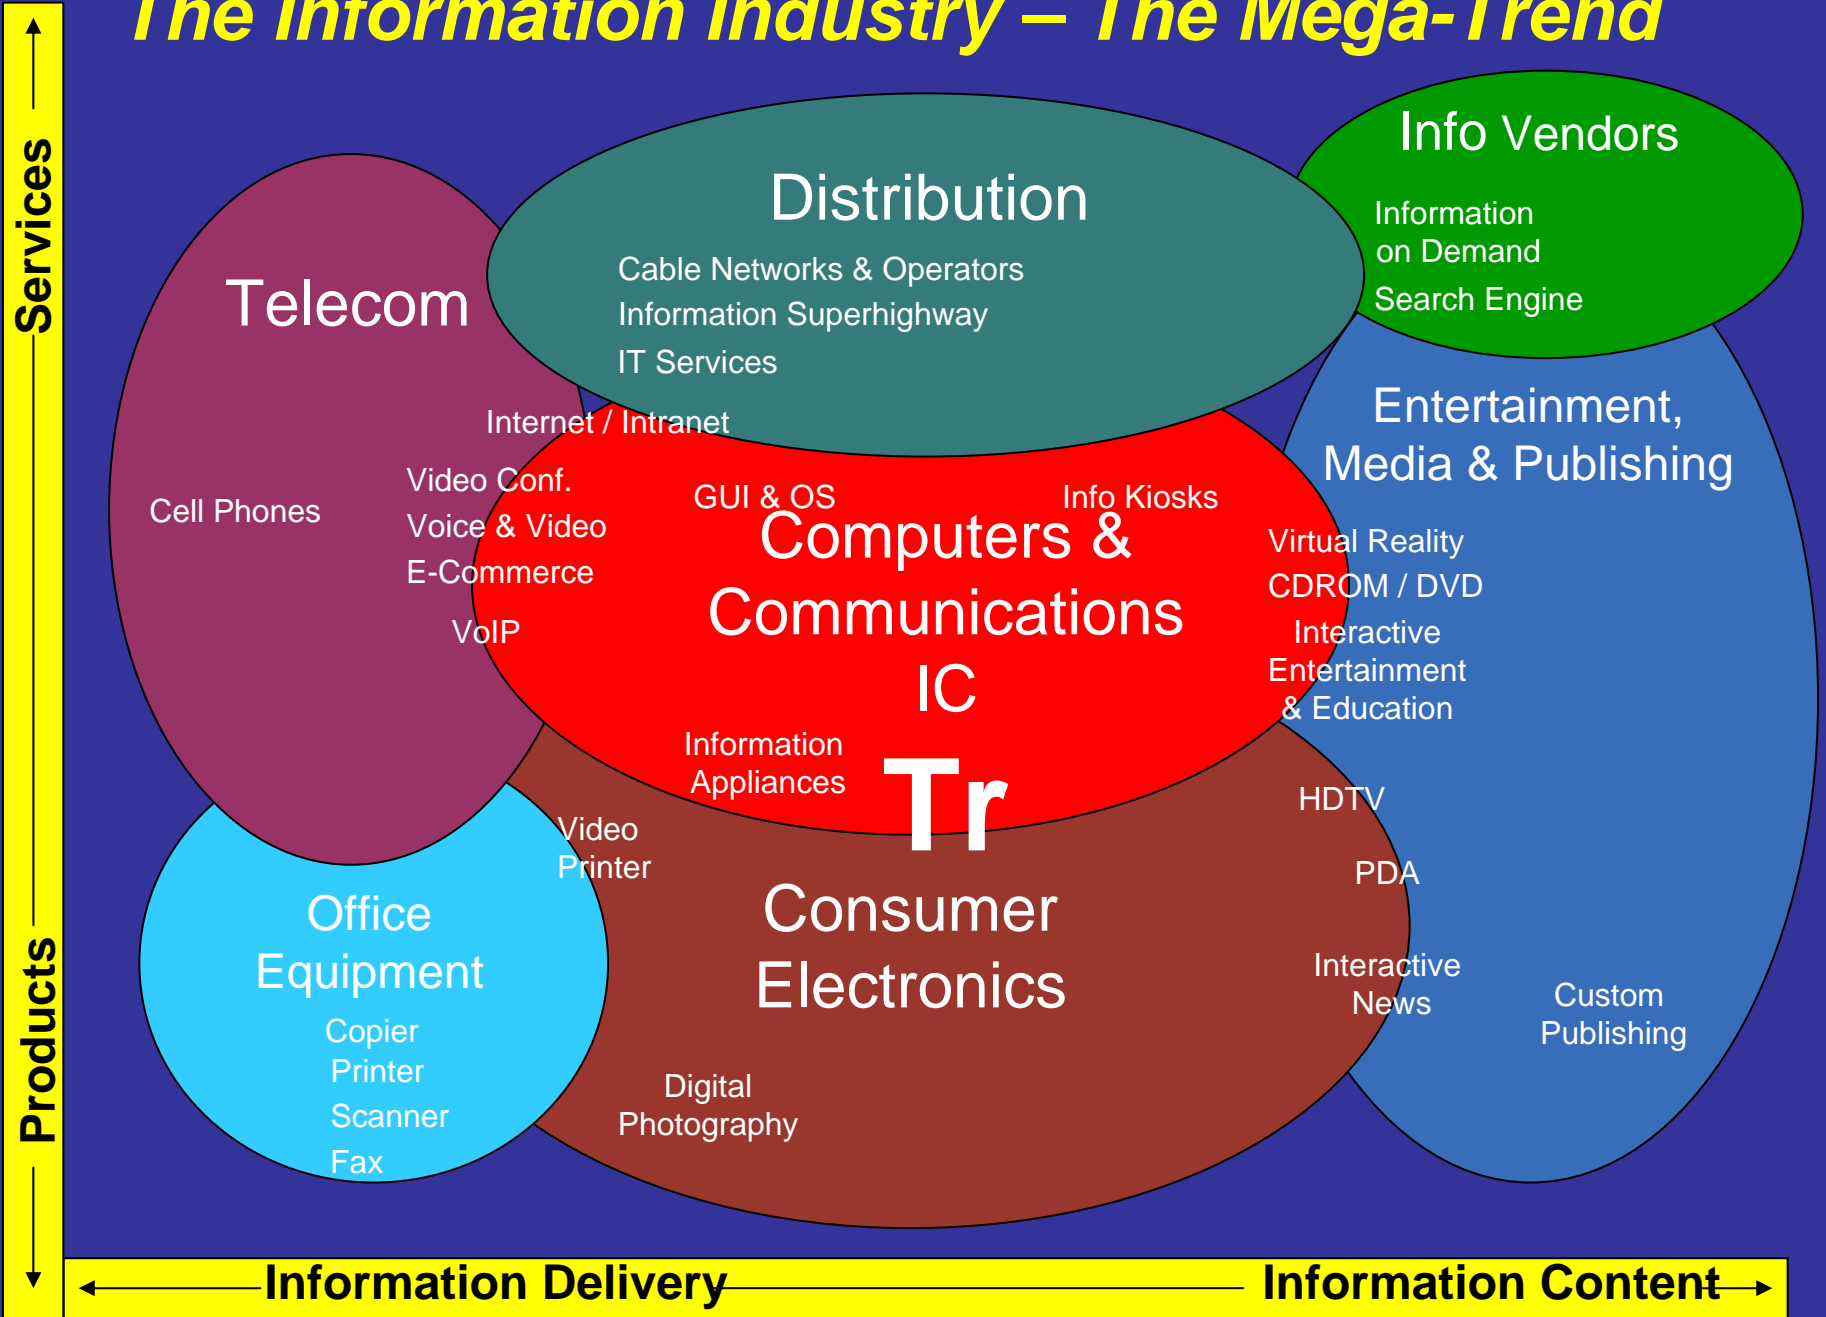 The Information Industry – The Mega-Trend
Services
Products
Info Vendors
Information
on Demand
Search Engine
Distribution
Cable Networks & Operators
Information Superhighway
IT Services
Telecom
Internet / Intranet
Cell Phones
Video Conf.
Voice & Video
E-Commerce
VoIP
GUI & OS
Info Kiosks
Computers &
Communications
IC
Tr
Information
Appliances
Entertainment,
Media & Publishing
Virtual Reality
CDROM / DVD
Interactive
Entertainment
& Education
HDTV
PDA
Interactive
News
Custom
Publishing
Video
Printer
Consumer
Electronics
Digital
Photography
Office
Equipment
Copier
Printer
Scanner
Fax
Information Delivery
Information Content